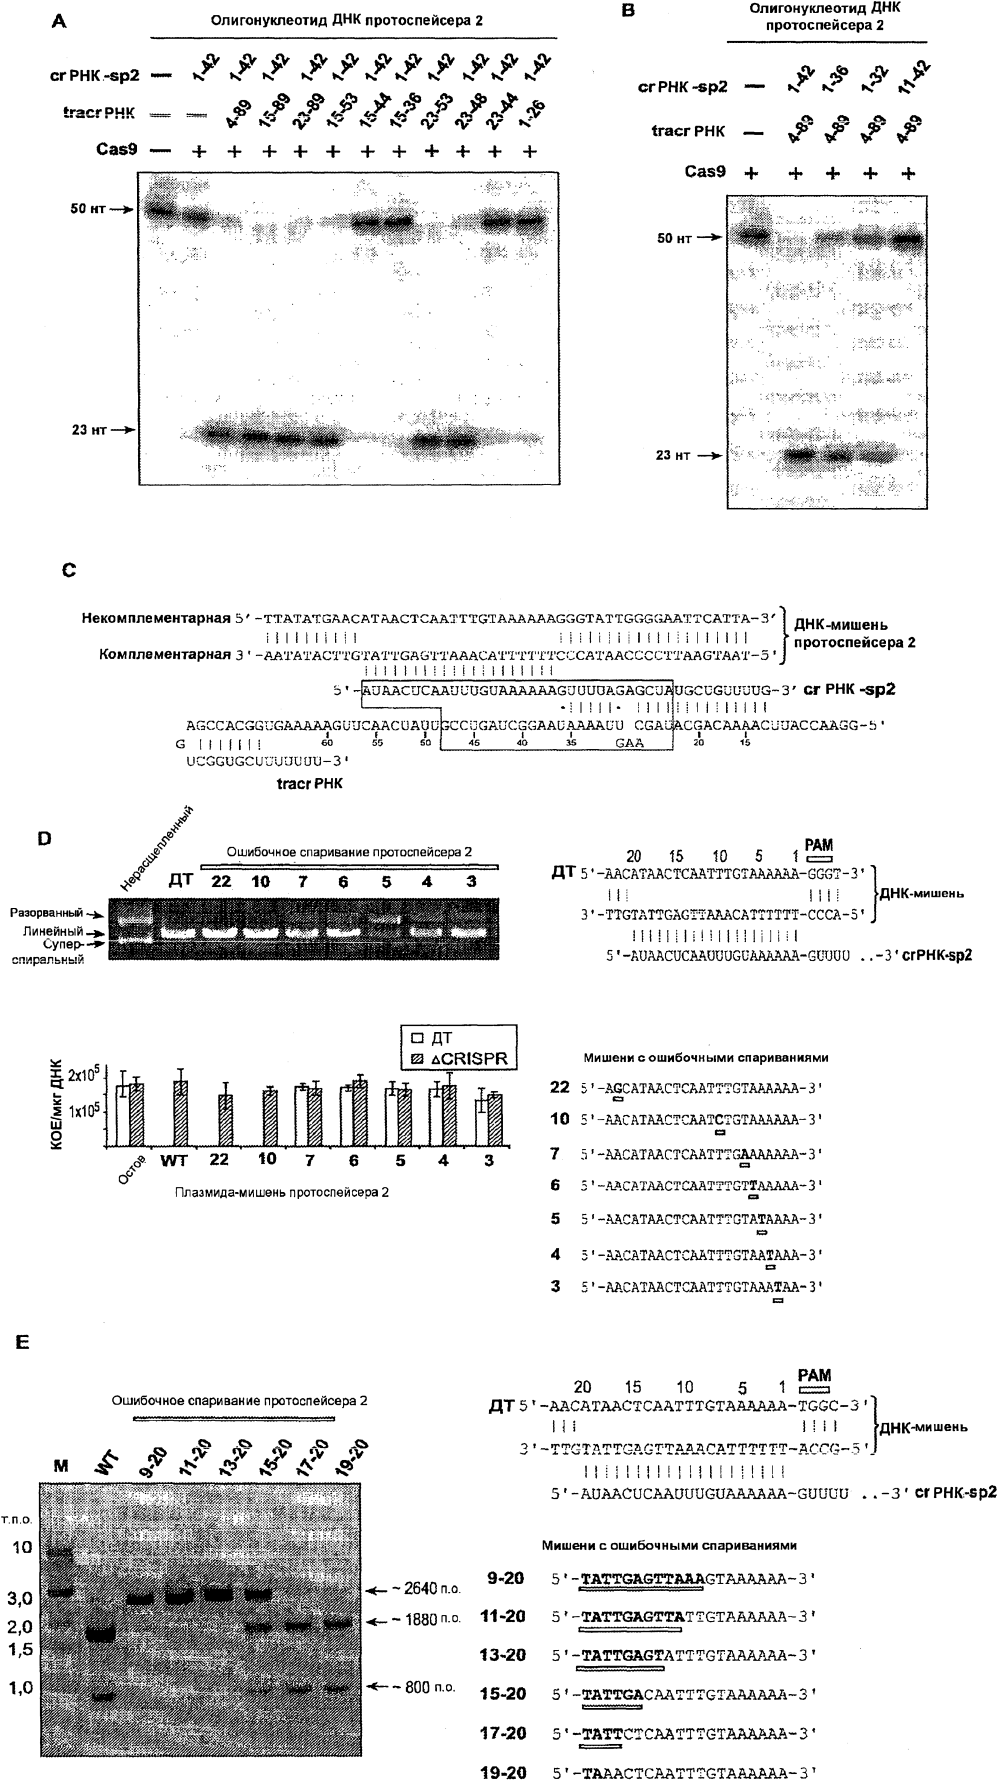 A
Олигонуклеотид ДНК протоспейсера 2
crРНК-sp2 — 1-42 1-42 1-42 1-42 1-42 1-42 1-42 1-42 1-42 1-42 1-42
tracrРНК — — 4-89 15-89 23-89 15-53 15-44 15-36 23-53 23-48 23-44 1-26
Cas9 — + + + + + + + + + + +
50 нт
23 нт
B
Олигонуклеотид ДНК
протоспейсера 2
crРНК-sp2 — 1-42 1-36 1-32 11-42
tracrРНК — 4-89 4-89 4-89 4-89
Cas9 + + + + +
50 нт
23 нт
C
Некомплементарная 5'-TTATATGAACATAACTCAATTTGTAAAAAAGGGTATTGGGGAATTCATTA-3'
Комплементарная 3'-AATATACTTGTATTGAGTTAAACATTTTTTCCCATAACCCCTTAAGTAAT-5'
ДНК-мишень
протоспейсера 2
5'-AUAACUCAAUUUGUAAAAAAGUUUUAGAGCUAUGCUGUUUUG-3' crРНК-sp2
AGCCACGGUGAAAAAGUUCAACUAUUGCCUGAUCGGAAUAAAAUU CGAUACGACAAAACUUACCAAGG-5'
G 60 55 50 45 40 35 GAA 20 15
UCGGUGCUUUUUUU-3'
tracrРНК
D
Нерасщепленный
Ошибочное спаривание протоспейсера 2
ДТ 22 10 7 6 5 4 3
Разорванный
Линейный
Супер-
спиральный
20 15 10 5 1 PAM
ДТ 5'-AACATAACTCAATTTGTAAAAAA-GGGT-3'
3'-TTGTATTGAGTTAAACATTTTTT-CCCA-5'
ДНК-мишень
5'-AUAACUCAAUUUGUAAAAAA-GUUUU ..-3' crРНК-sp2
КОЕ/мкг ДНК
2x10⁵
1x10⁵
ДТ
ΔCRISPR
Остов WT 22 10 7 6 5 4 3
Плазмида-мишень протоспейсера 2
Мишени с ошибочными спариваниями
22 5'-AGCATAACTCAATTTGTAAAAAA-3'
10 5'-AACATAACTCAATCTGTAAAAAA-3'
7 5'-AACATAACTCAATTTGAAAAAAA-3'
6 5'-AACATAACTCAATTTGTTAAAAA-3'
5 5'-AACATAACTCAATTTGTATAAAA-3'
4 5'-AACATAACTCAATTTGTAATAAA-3'
3 5'-AACATAACTCAATTTGTAAATAA-3'
E
Ошибочное спаривание протоспейсера 2
M WT 9-20 11-20 13-20 15-20 17-20 19-20
т.п.о.
10
3,0
2,0
1,5
1,0
~ 2640 п.о.
~ 1880 п.о.
~ 800 п.о.
20 15 10 5 1 PAM
ДТ 5'-AACATAACTCAATTTGTAAAAAA-TGGC-3'
3'-TTGTATTGAGTTAAACATTTTTT-ACCG-5'
ДНК-мишень
5'-AUAACUCAAUUUGUAAAAAA-GUUUU ..-3' crРНК-sp2
Мишени с ошибочными спариваниями
9-20 5'-TATTGAGTTAAAGTAAAAAA-3'
11-20 5'-TATTGAGTTATTGTAAAAAA-3'
13-20 5'-TATTGAGTATTTGTAAAAAA-3'
15-20 5'-TATTGACAATTTGTAAAAAA-3'
17-20 5'-TATTCTCAATTTGTAAAAAA-3'
19-20 5'-TAAACTCAATTTGTAAAAAA-3'